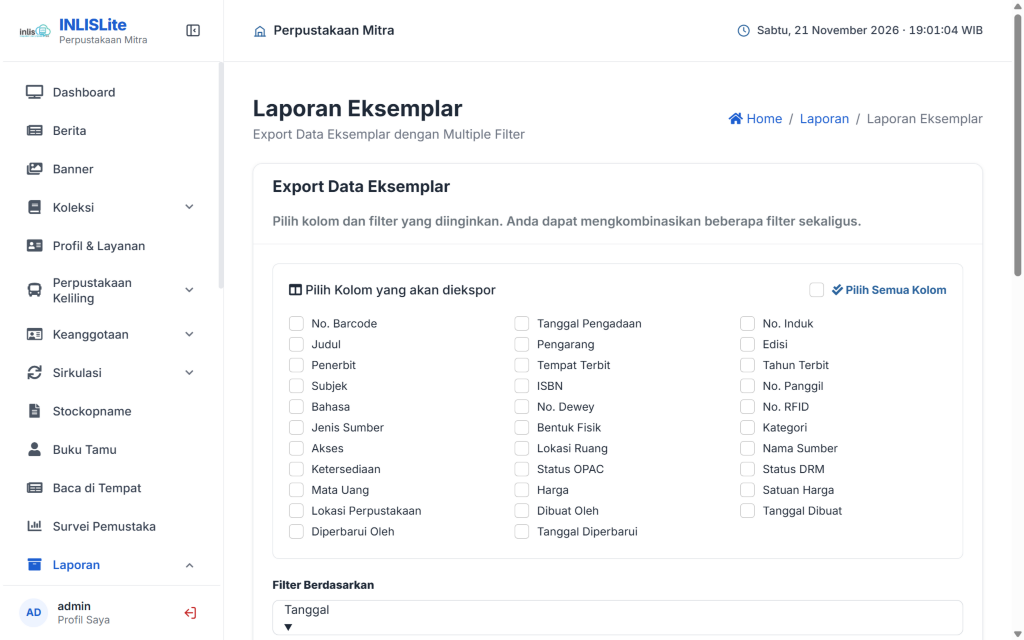 inlis
INLISLite
Perpustakaan Mitra
Perpustakaan Mitra
Sabtu, 21 November 2026 · 19:01:04 WIB
Dashboard
Berita
Banner
Koleksi
Profil & Layanan
Perpustakaan
Keliling
Keanggotaan
Sirkulasi
Stockopname
Buku Tamu
Baca di Tempat
Survei Pemustaka
Laporan
AD
admin
Profil Saya
Laporan Eksemplar
Export Data Eksemplar dengan Multiple Filter
Home / Laporan / Laporan Eksemplar
Export Data Eksemplar
Pilih kolom dan filter yang diinginkan. Anda dapat mengkombinasikan beberapa filter sekaligus.
Pilih Kolom yang akan diekspor
Pilih Semua Kolom
No. Barcode
Tanggal Pengadaan
No. Induk
Judul
Pengarang
Edisi
Penerbit
Tempat Terbit
Tahun Terbit
Subjek
ISBN
No. Panggil
Bahasa
No. Dewey
No. RFID
Jenis Sumber
Bentuk Fisik
Kategori
Akses
Lokasi Ruang
Nama Sumber
Ketersediaan
Status OPAC
Status DRM
Mata Uang
Harga
Satuan Harga
Lokasi Perpustakaan
Dibuat Oleh
Tanggal Dibuat
Diperbarui Oleh
Tanggal Diperbarui
Filter Berdasarkan
Tanggal